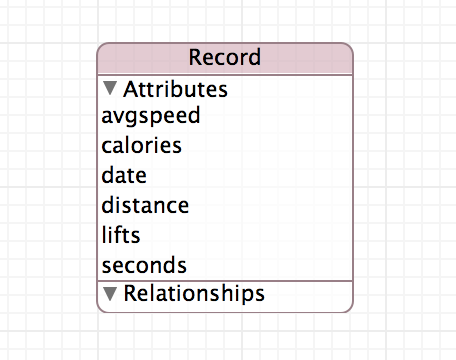 Record
Attributes
avgspeed
calories
date
distance
lifts
seconds
Relationships